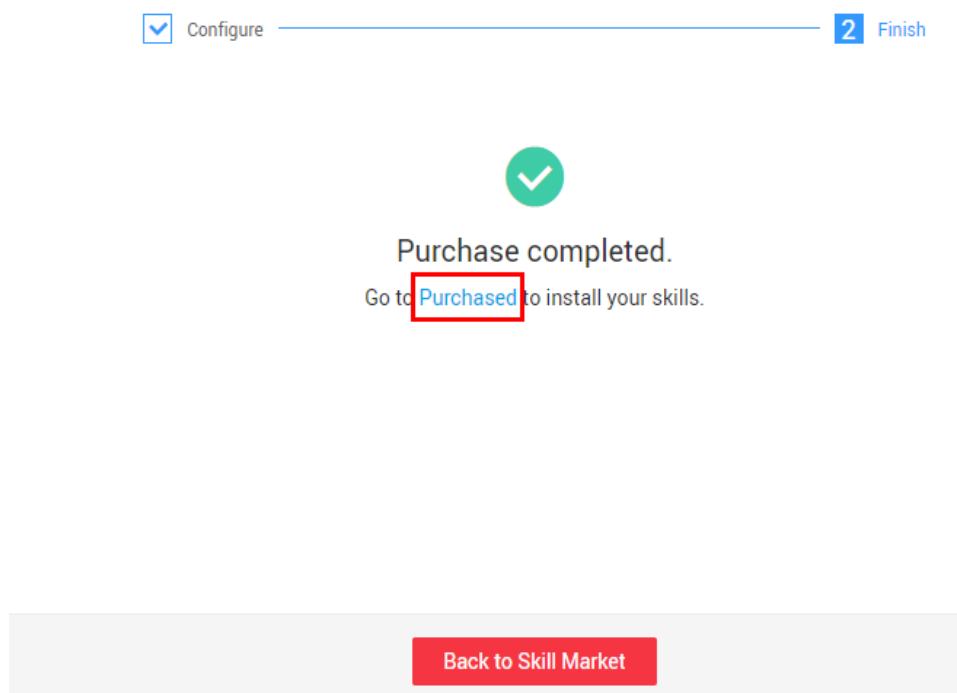 Configure
2 Finish
Purchase completed.
Go to Purchased to install your skills.
Back to Skill Market